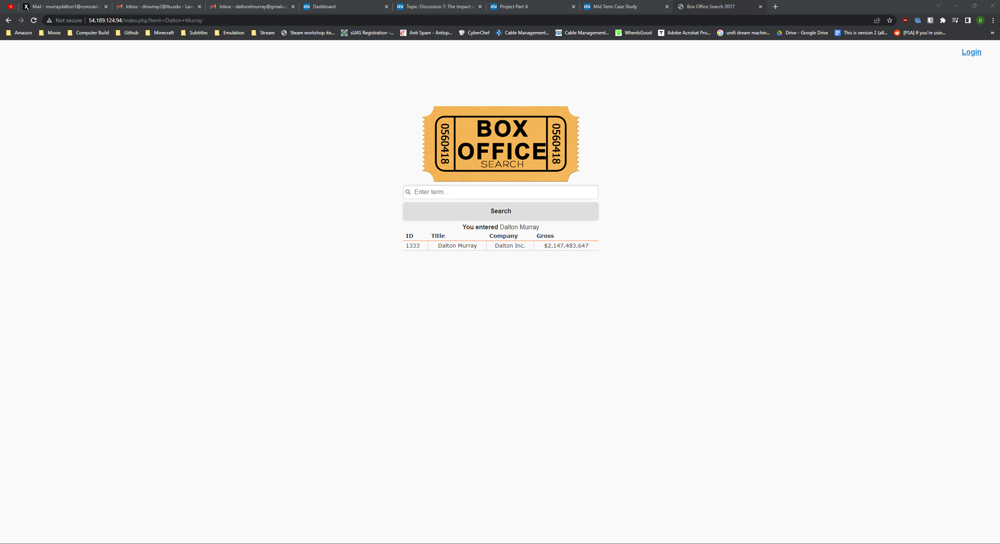 Mail - murraydalton1@comcast.n
Inbox - dmurray2@ltu.edu - Law
Inbox - daltondmurray@gmail.co
LTU Dashboard
LTU Topic: Discussion 7: The Impact o
LTU Project Part A
LTU Mid Term Case Study
Box Office Search 2017
Not secure 54.189.124.94/index.php?term=Dalton+Murray
D
Amazon Movie Computer Build Github Minecraft Subtitles Emulation Stream Steam workshop ite... sUAS Registration -... Anti Spam - Antisp... CyberChef Cable Management... Cable Management... WhenIsGood Adobe Acrobat Pro... unifi dream machin... Drive - Google Drive This is version 2 (all... [PSA] If you're usin... »
Login
0560418
BOX
OFFICE
SEARCH
0560418
Enter term...
Search
You entered Dalton Murray
ID Title Company Gross
1333 Dalton Murray Dalton Inc. $2,147,483,647